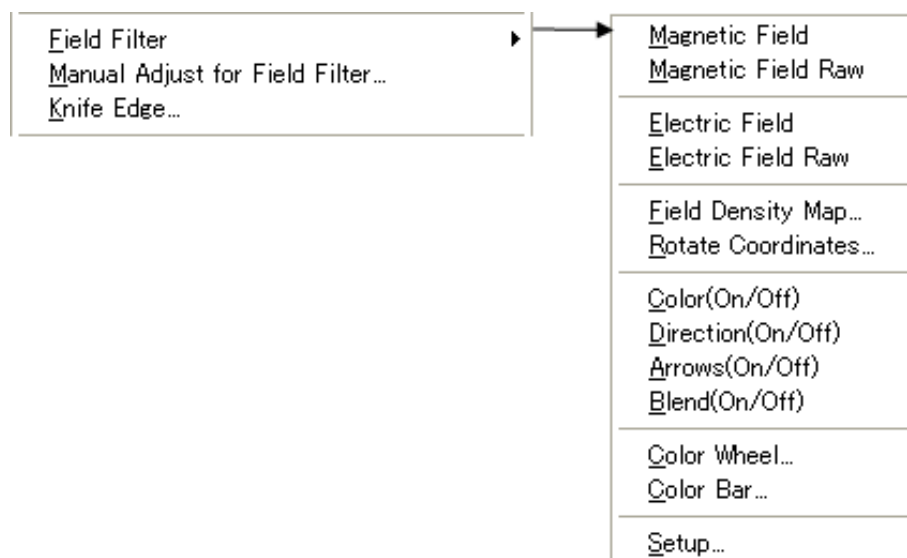 Field Filter
Manual Adjust for Field Filter...
Knife Edge...
Magnetic Field
Magnetic Field Raw
Electric Field
Electric Field Raw
Field Density Map...
Rotate Coordinates...
Color(On/Off)
Direction(On/Off)
Arrows(On/Off)
Blend(On/Off)
Color Wheel...
Color Bar...
Setup...